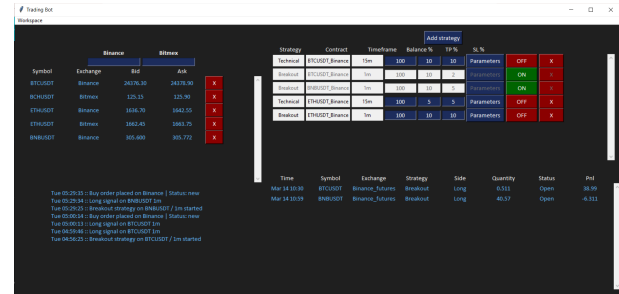 Trading Bot
Workspace
Binance Bitmex
Symbol Exchange Bid Ask
BTCUSDT Binance 24376.10 24376.90 X
BCHUSDT Bitmex 125.15 125.90 X
ETHUSDT Binance 1636.70 1642.55 X
ETHUSDT Bitmex 1662.45 1663.75 X
BNBUSDT Binance 305.600 305.772 X
Add strategy
Strategy Contract Timeframe Balance % TP % SL %
Technical BTCUSDT_Binance 15m 100 10 10 Parameters OFF X
Breakout BTCUSDT_Binance 1m 100 10 2 Parameters ON X
Breakout BNBUSDT_Binance 1m 100 10 5 Parameters ON X
Technical ETHUSDT_Binance 15m 100 5 5 Parameters OFF X
Breakout ETHUSDT_Binance 1m 100 10 10 Parameters OFF X
Tue 05:29:35 :: Buy order placed on Binance | Status: new
Tue 05:29:34 :: Long signal on BNBUSDT 1m
Tue 05:29:25 :: Breakout strategy on BNBUSDT / 1m started
Tue 05:00:14 :: Buy order placed on Binance | Status: new
Tue 05:00:13 :: Long signal on BTCUSDT 1m
Tue 04:59:46 :: Long signal on BTCUSDT 1m
Tue 04:56:25 :: Breakout strategy on BTCUSDT / 1m started
Time Symbol Exchange Strategy Side Quantity Status Pnl
Mar 14 10:30 BTCUSDT Binance_futures Breakout Long 0.511 Open 38.99
Mar 14 10:59 BNBUSDT Binance_futures Breakout Long 40.57 Open -6.311